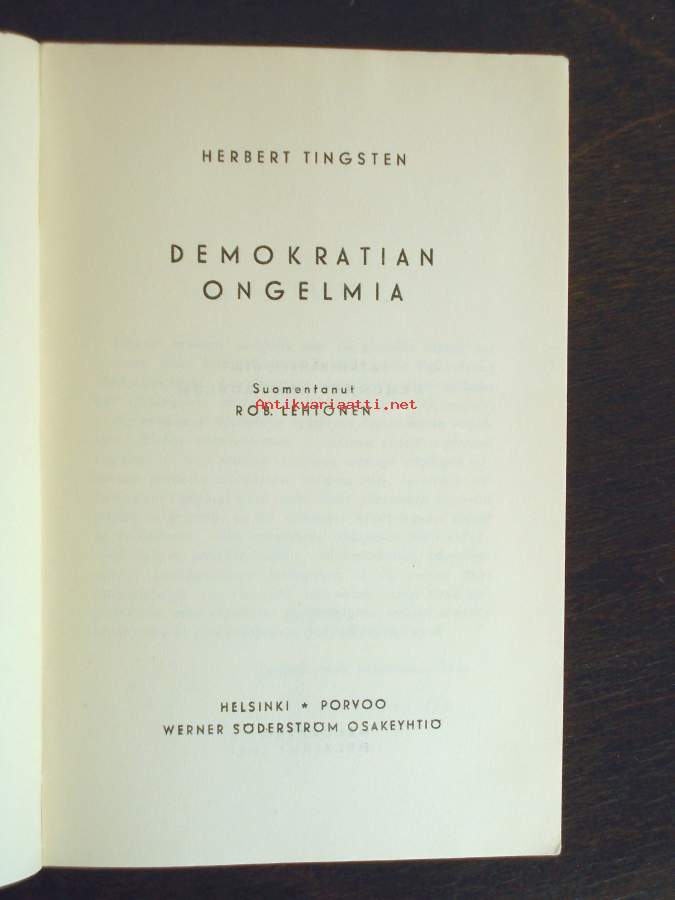 HERBERT TINGSTEN
DEMOKRATIAN
ONGELMIA
Suomentanut
Antikvariaatti.net
ROB. LEHTONEN
HELSINKI * PORVOO
WERNER SÖDERSTRÖM OSAKEYHTIÖ